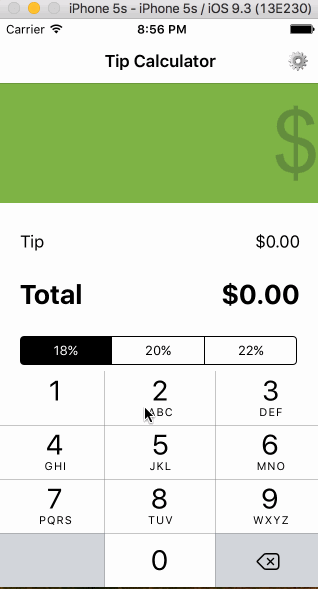 iPhone 5s - iPhone 5s / iOS 9.3 (13E230)
Carrier 8:56 PM
Tip Calculator
$
Tip $0.00
Total $0.00
18% 20% 22%
1 2 3
ABC DEF
4 5 6
GHI JKL MNO
7 8 9
PQRS TUV WXYZ
0